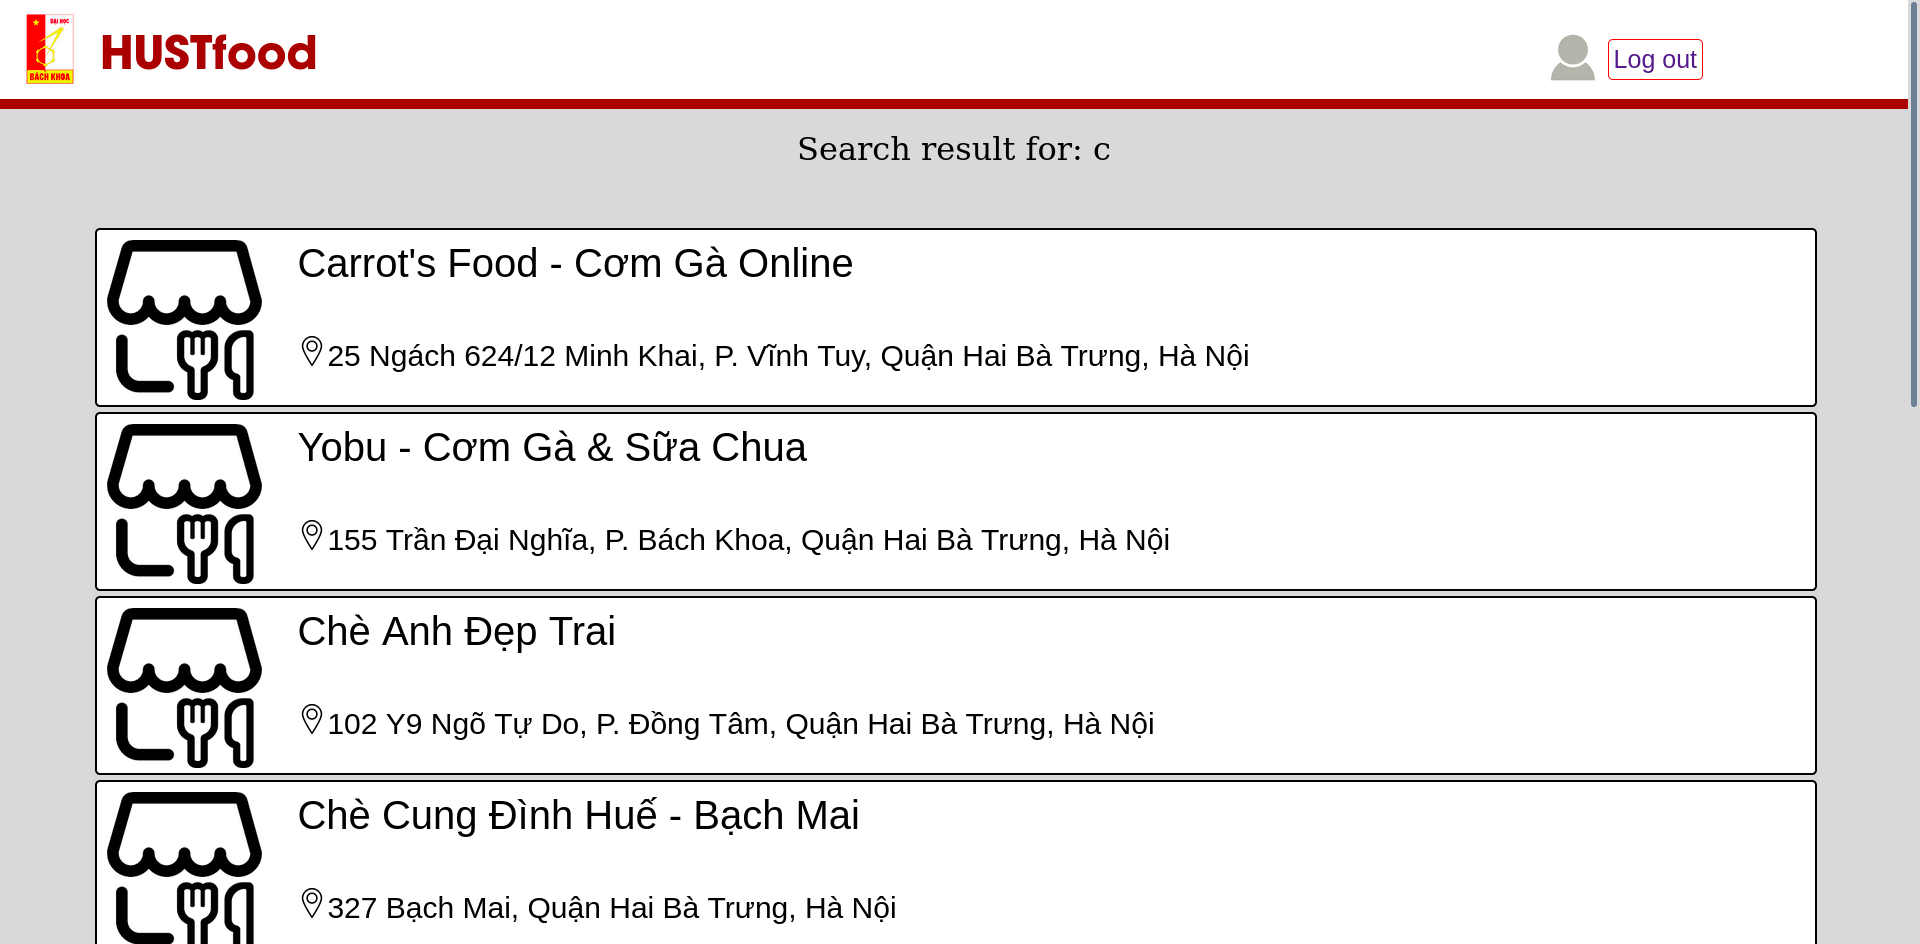 ĐẠI HỌC
BÁCH KHOA
HUSTfood
Log out
Search result for: c
Carrot's Food - Cơm Gà Online
25 Ngách 624/12 Minh Khai, P. Vĩnh Tuy, Quận Hai Bà Trưng, Hà Nội
Yobu - Cơm Gà & Sữa Chua
155 Trần Đại Nghĩa, P. Bách Khoa, Quận Hai Bà Trưng, Hà Nội
Chè Anh Đẹp Trai
102 Y9 Ngõ Tự Do, P. Đồng Tâm, Quận Hai Bà Trưng, Hà Nội
Chè Cung Đình Huế - Bạch Mai
327 Bạch Mai, Quận Hai Bà Trưng, Hà Nội